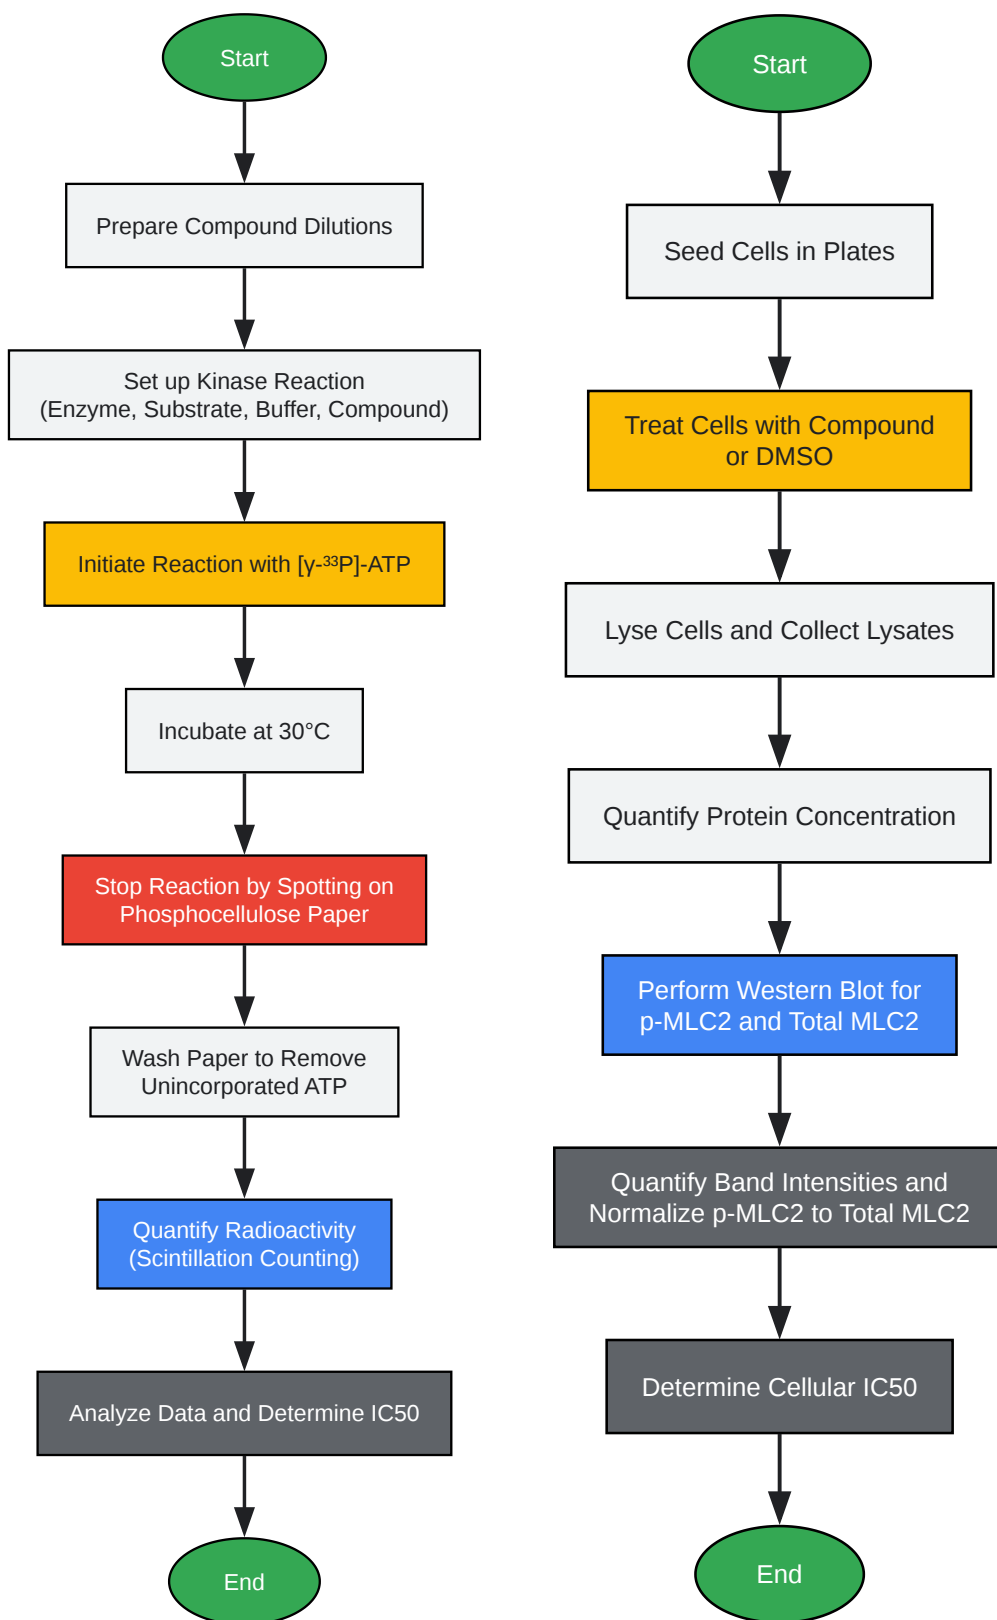 Start
Prepare Compound Dilutions
Set up Kinase Reaction
(Enzyme, Substrate, Buffer, Compound)
Initiate Reaction with [γ-³³P]-ATP
Incubate at 30°C
Stop Reaction by Spotting on
Phosphocellulose Paper
Wash Paper to Remove
Unincorporated ATP
Quantify Radioactivity
(Scintillation Counting)
Analyze Data and Determine IC50
End
Start
Seed Cells in Plates
Treat Cells with Compound
or DMSO
Lyse Cells and Collect Lysates
Quantify Protein Concentration
Perform Western Blot for
p-MLC2 and Total MLC2
Quantify Band Intensities and
Normalize p-MLC2 to Total MLC2
Determine Cellular IC50
End